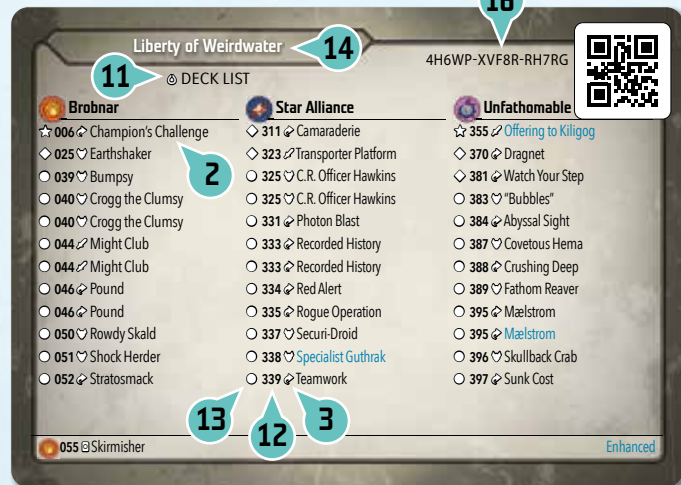 16
Liberty of Weirdwater
14
4H6WP-XVF8R-RH7RG
11
DECK LIST
Brobnar
006 Champion's Challenge
025 Earthshaker
2
039 Bumpsy
040 Crogg the Clumsy
040 Crogg the Clumsy
044 Might Club
044 Might Club
046 Pound
046 Pound
050 Rowdy Skald
051 Shock Herder
052 Stratosmack
Star Alliance
311 Camaraderie
323 Transporter Platform
325 C.R. Officer Hawkins
325 C.R. Officer Hawkins
331 Photon Blast
333 Recorded History
333 Recorded History
334 Red Alert
335 Rogue Operation
337 Securi-Droid
338 Specialist Guthrak
339 Teamwork
13
12
3
Unfathomable
355 Offering to Kiligog
370 Dragnet
381 Watch Your Step
383 "Bubbles"
384 Abyssal Sight
387 Covetous Hema
388 Crushing Deep
389 Fathom Reaver
395 Mælstrom
395 Mælstrom
396 Skullback Crab
397 Sunk Cost
055 Skirmisher
Enhanced